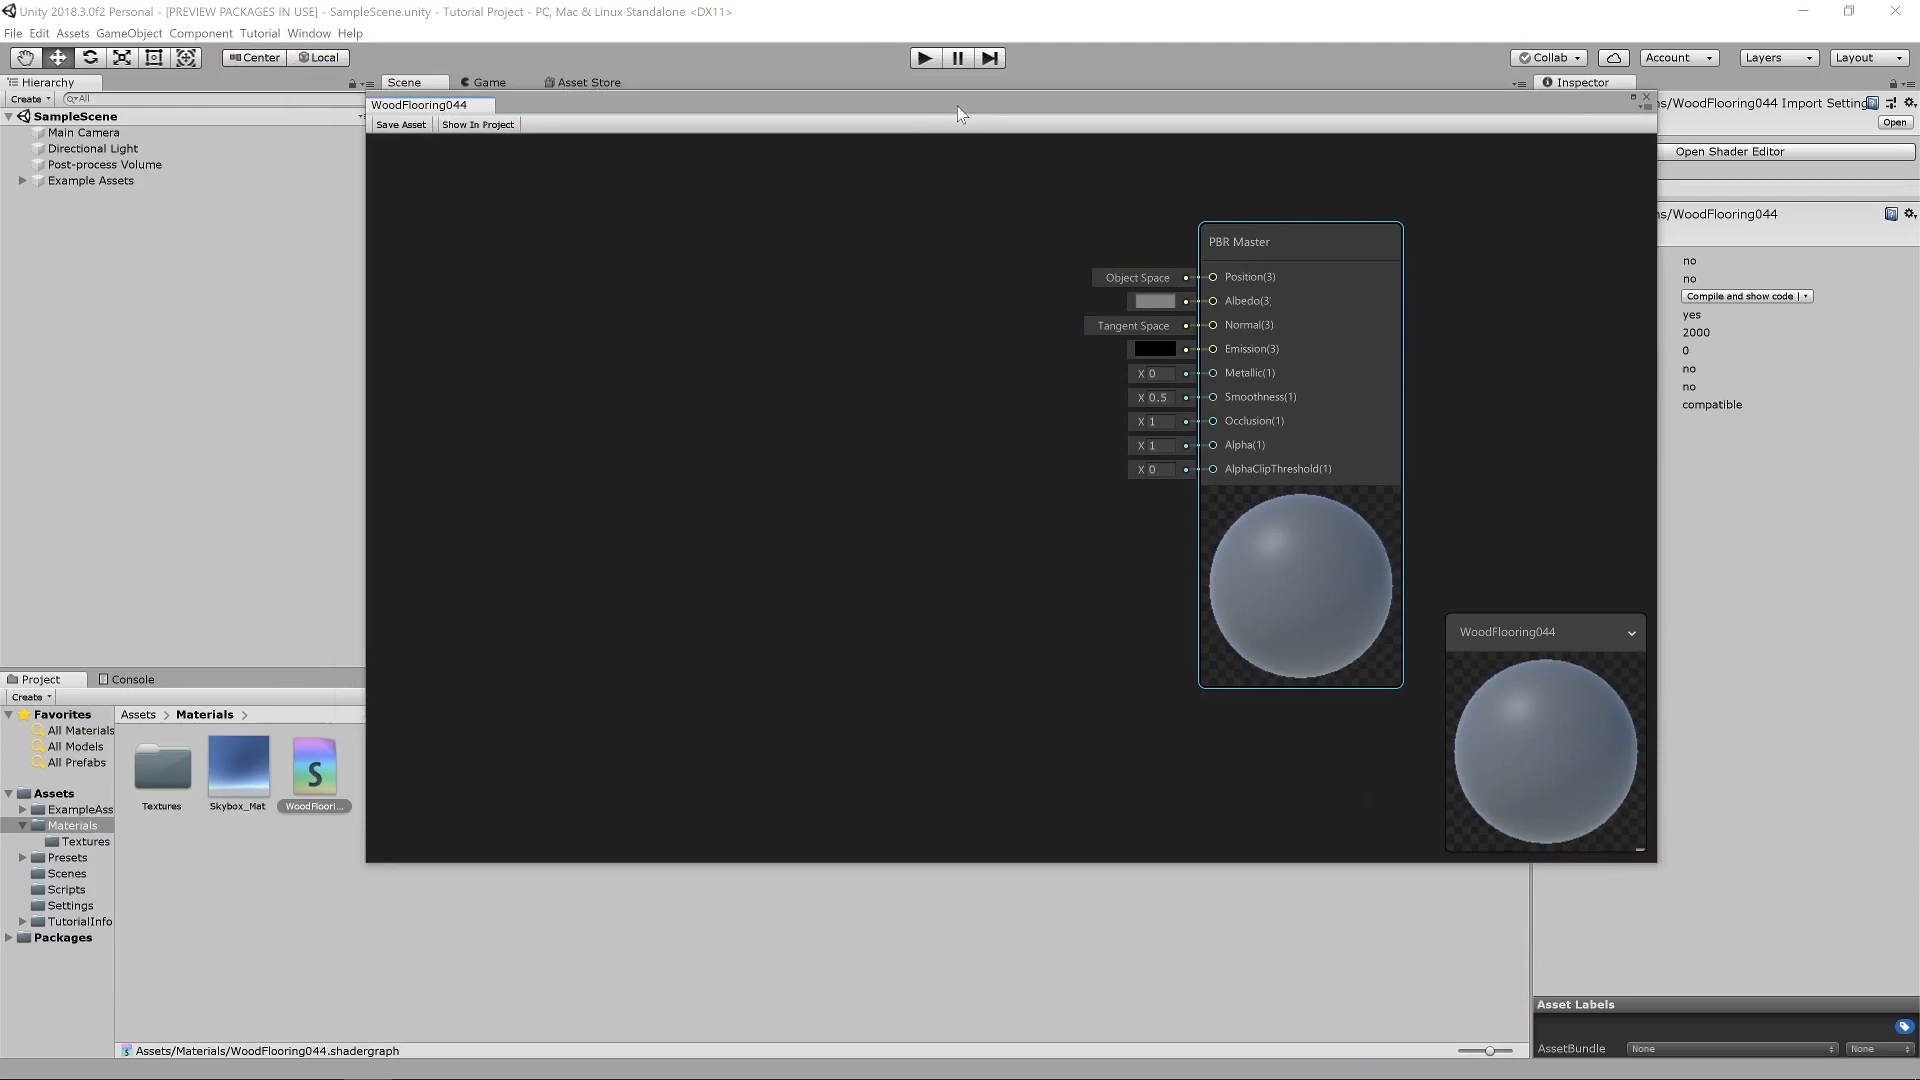 Unity 2018.3.0f2 Personal - [PREVIEW PACKAGES IN USE] - SampleScene.unity - Tutorial Project - PC, Mac & Linux Standalone <DX11>
File Edit Assets GameObject Component Tutorial Window Help
Center Local Collab Account Layers Layout
Hierarchy Scene Game Asset Store Inspector
Create All
SampleScene
Main Camera
Directional Light
Post-process Volume
Example Assets
WoodFlooring044
Save Asset Show In Project
PBR Master
Object Space Position(3)
Albedo(3)
Tangent Space Normal(3)
Emission(3)
X 0 Metallic(1)
X 0.5 Smoothness(1)
X 1 Occlusion(1)
X 1 Alpha(1)
X 0 AlphaClipThreshold(1)
WoodFlooring044
s/WoodFlooring044 Import Setting
Open
Open Shader Editor
s/WoodFlooring044
no
no
Compile and show code
yes
2000
0
no
no
compatible
Project Console
Create
Favorites
All Materials
All Models
All Prefabs
Assets
ExampleAss
Materials
Textures
Presets
Scenes
Scripts
Settings
TutorialInfo
Packages
Assets > Materials >
Textures Skybox_Mat WoodFloori...
S
Assets/Materials/WoodFlooring044.shadergraph
Asset Labels
AssetBundle None None